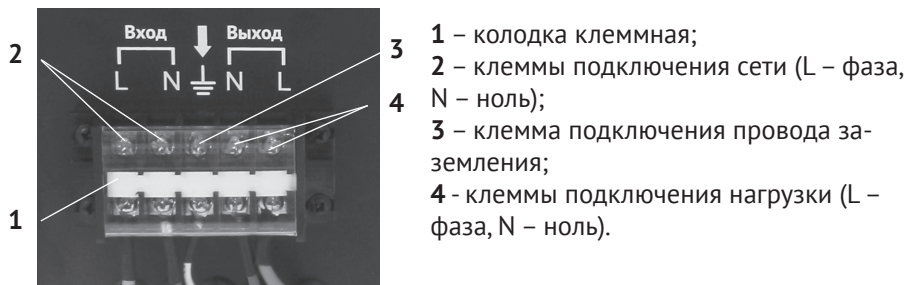 Вход Выход
L N N L
2
3
4
1
1 – колодка клеммная;
2 – клеммы подключения сети (L – фаза,
N – ноль);
3 – клемма подключения провода за-
земления;
4 - клеммы подключения нагрузки (L –
фаза, N – ноль).